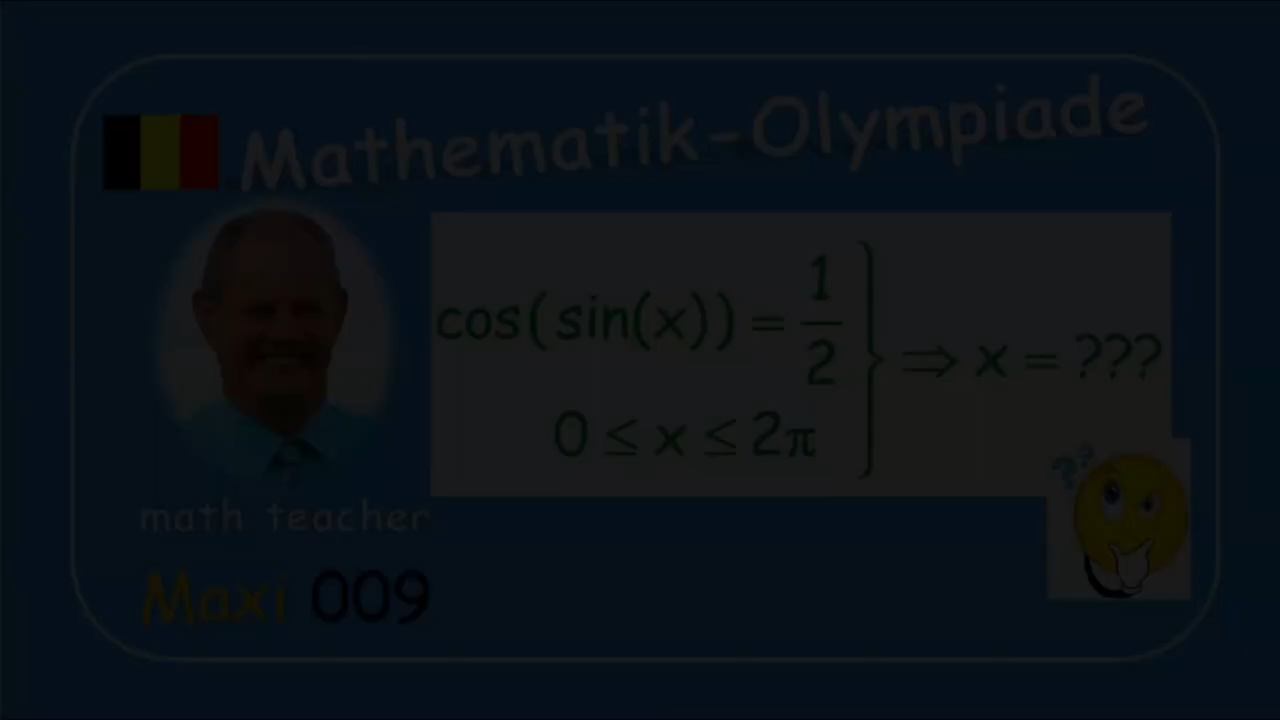 Mathematik-Olympiade
cos(sin(x)) = 1/2
0 ≤ x ≤ 2π
⇒ x = ???
??
math teacher
Maxi 009